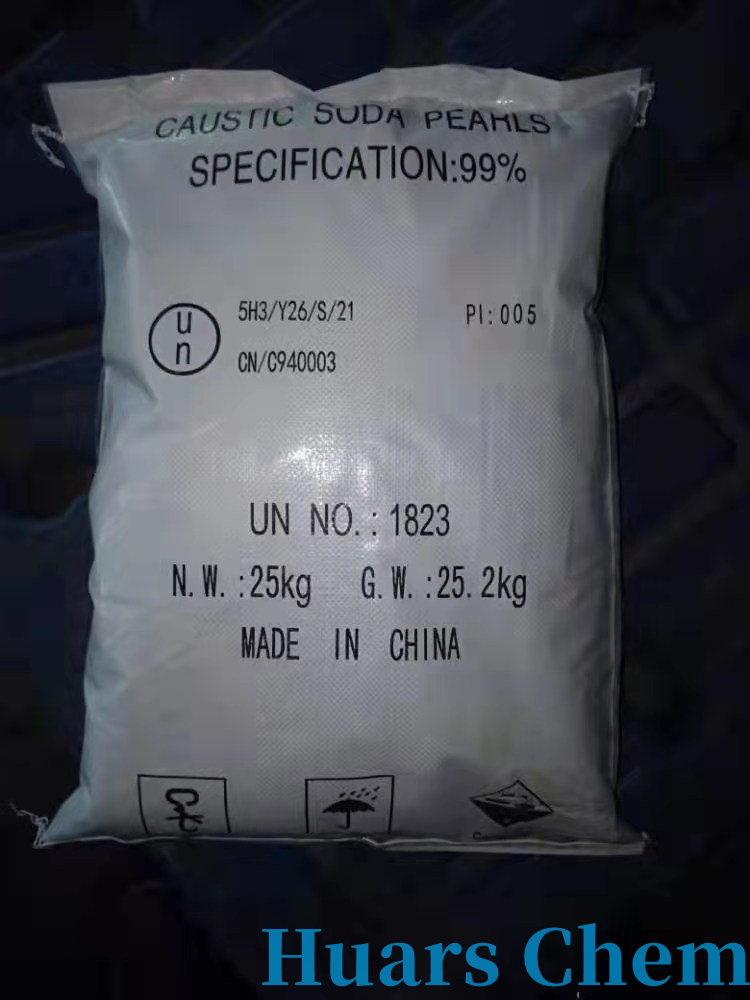 CAUSTIC SODA PEARLS
SPECIFICATION:99%
un
5H3/Y26/S/21
PI:005
CN/C940003
UN NO.: 1823
N.W.:25kg G.W.:25.2kg
MADE IN CHINA
Huars Chem